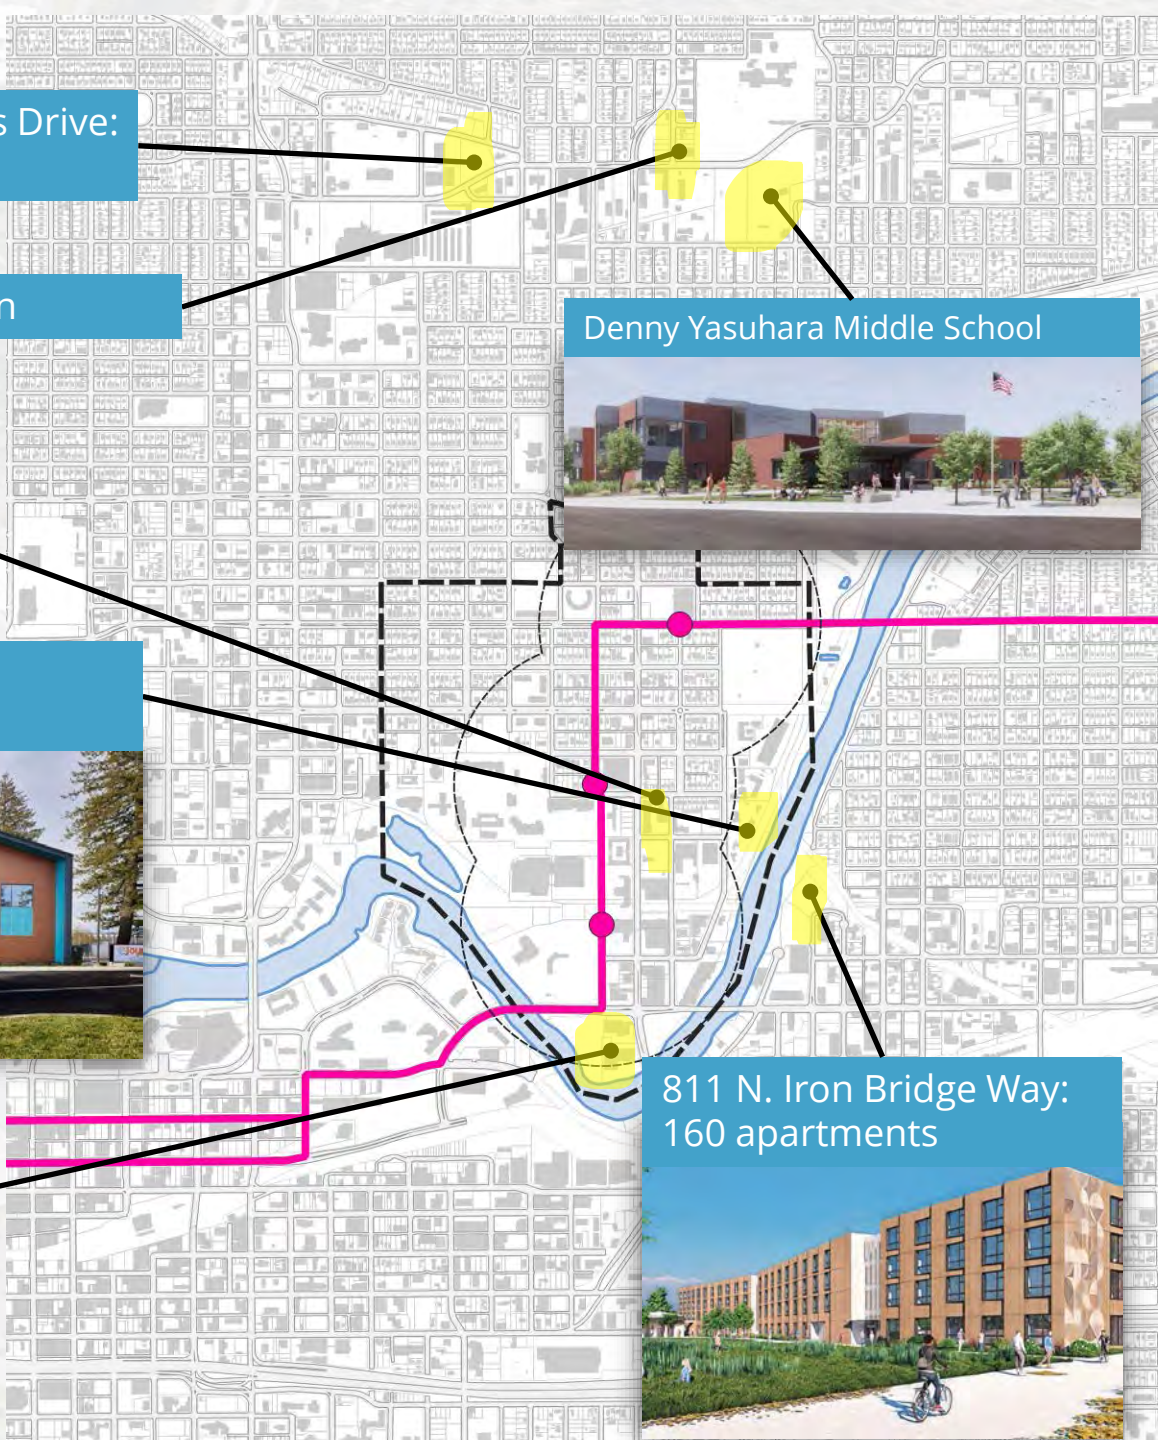 s Drive:
n
Denny Yasuhara Middle School
811 N. Iron Bridge Way:
160 apartments